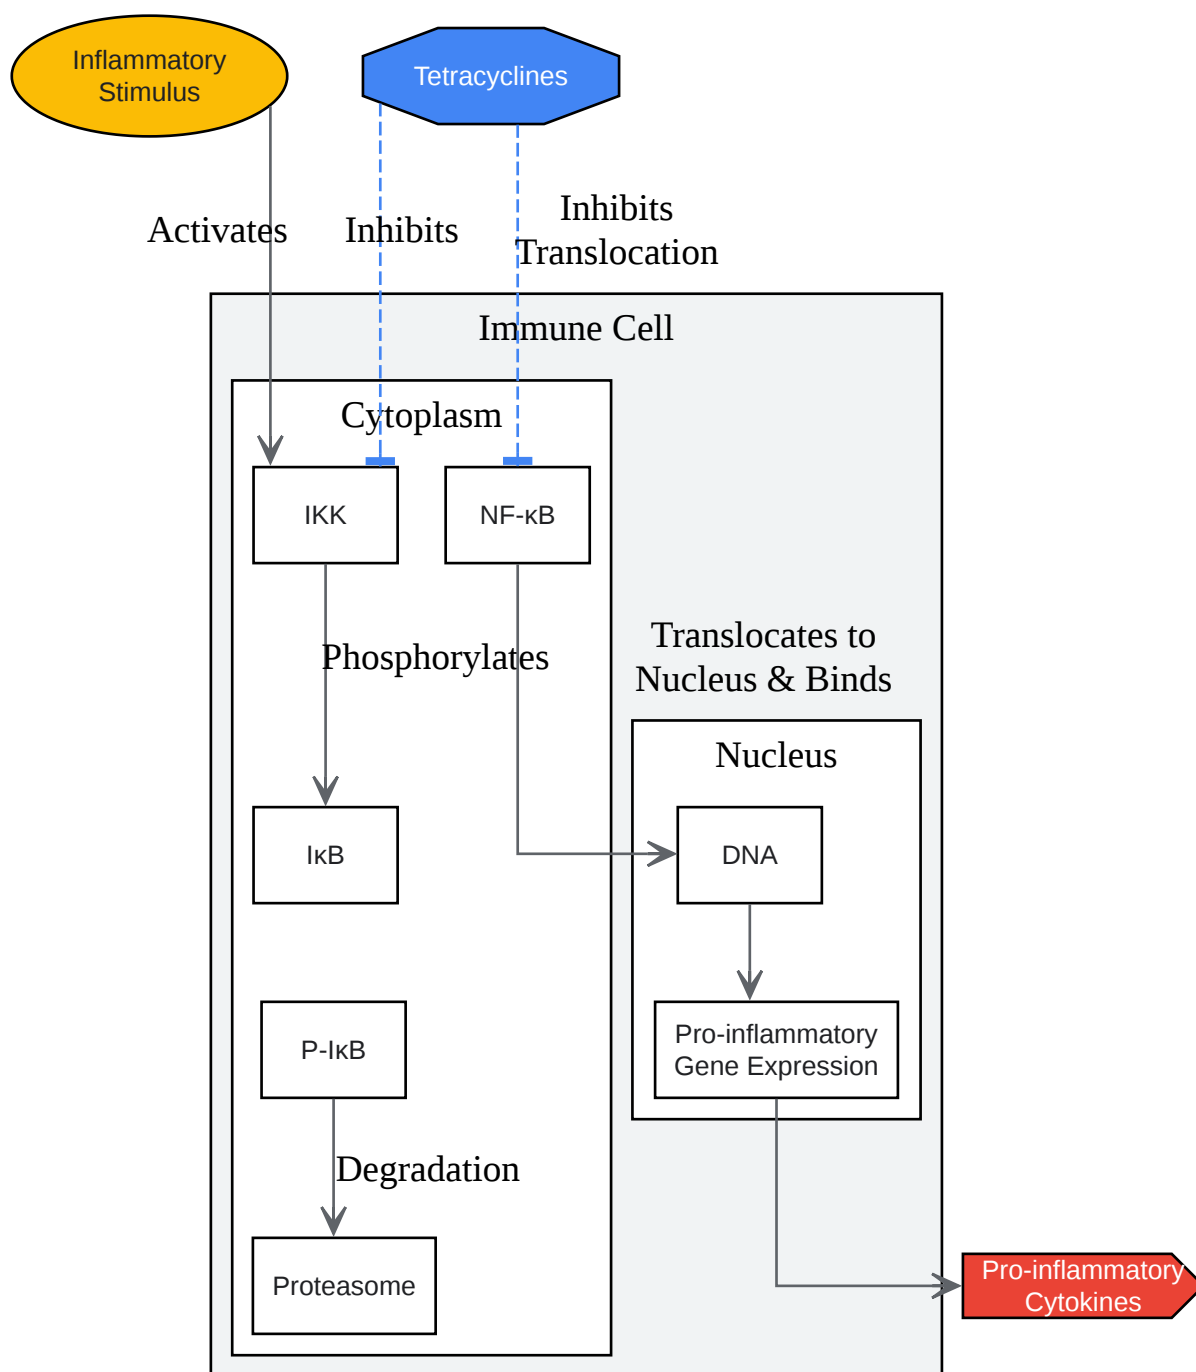 Inflammatory
Stimulus
Tetracyclines
Activates
Inhibits
Inhibits
Translocation
Immune Cell
Cytoplasm
IKK
NF-κB
Phosphorylates
Translocates to
Nucleus & Binds
Nucleus
IκB
DNA
P-IκB
Pro-inflammatory
Gene Expression
Degradation
Proteasome
Pro-inflammatory
Cytokines